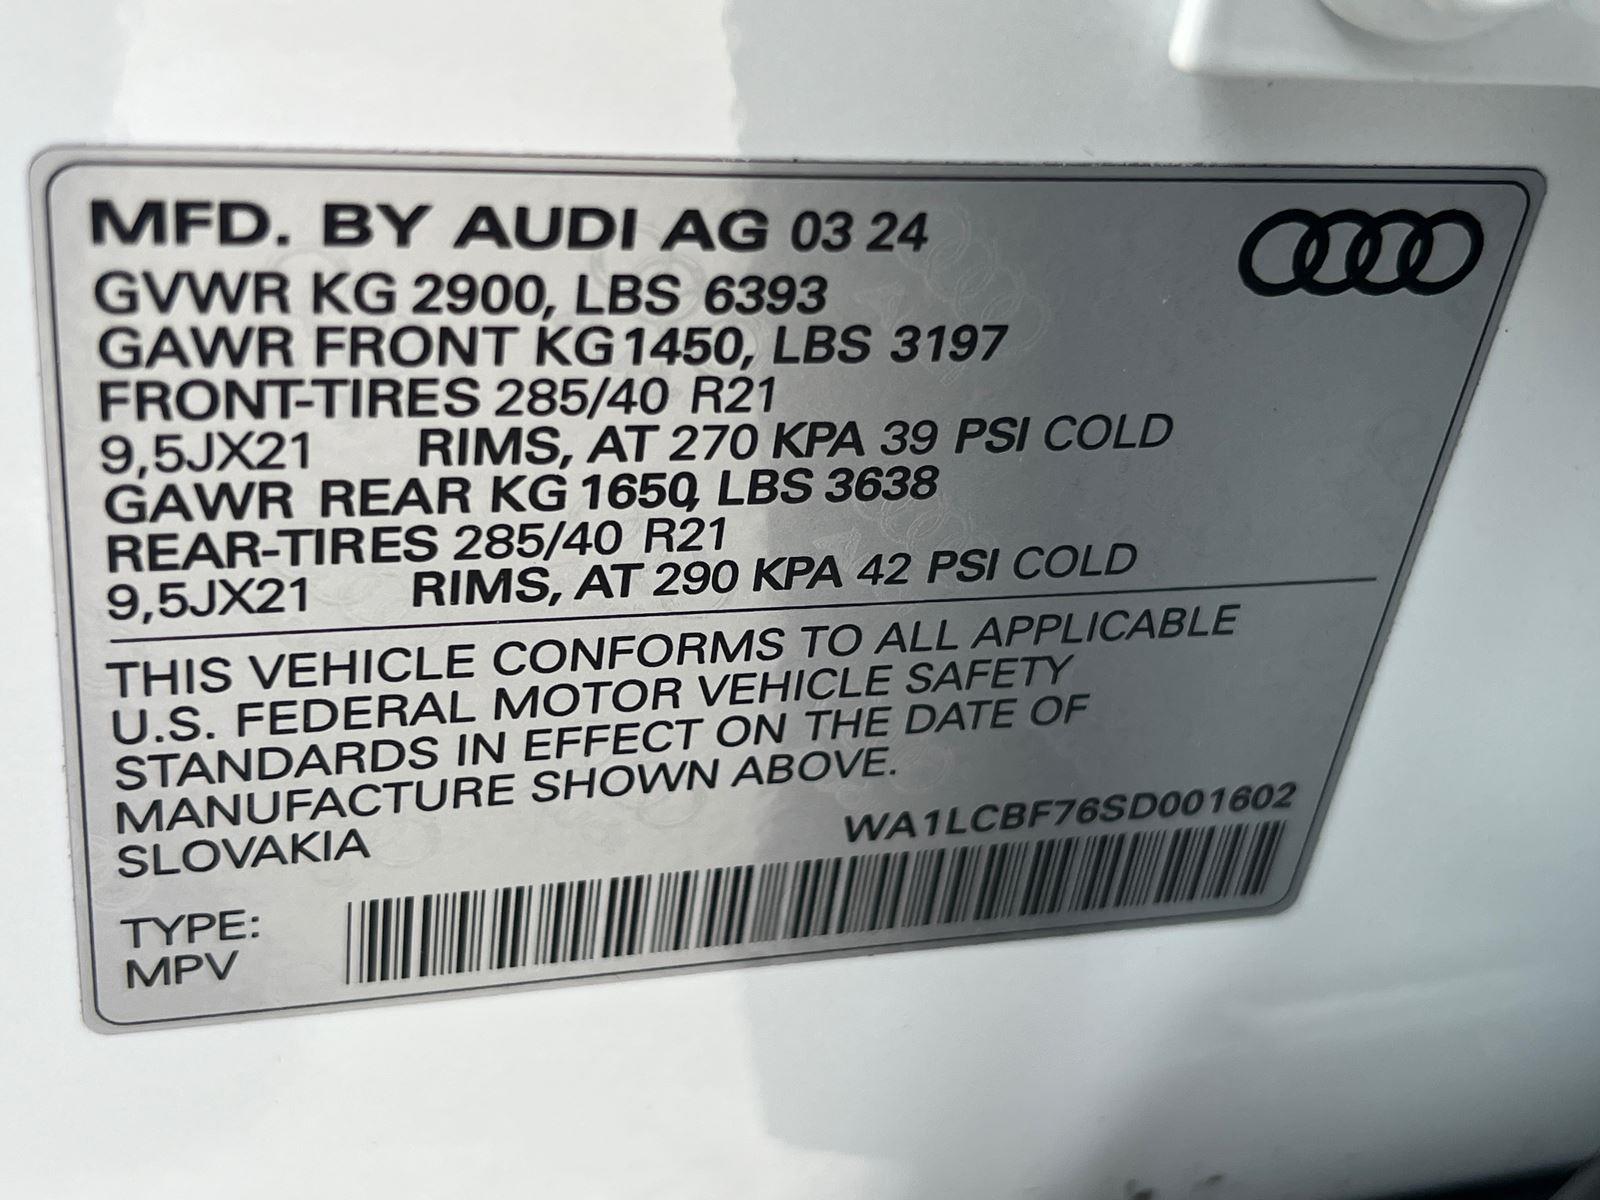 MFD. BY AUDI AG 03 24
GVWR KG 2900, LBS 6393
GAWR FRONT KG 1450, LBS 3197
FRONT-TIRES 285/40 R21
9,5JX21 RIMS, AT 270 KPA 39 PSI COLD
GAWR REAR KG 1650, LBS 3638
REAR-TIRES 285/40 R21
9,5JX21 RIMS, AT 290 KPA 42 PSI COLD
THIS VEHICLE CONFORMS TO ALL APPLICABLE
U.S. FEDERAL MOTOR VEHICLE SAFETY
STANDARDS IN EFFECT ON THE DATE OF
MANUFACTURE SHOWN ABOVE.
SLOVAKIA
WA1LCBF76SD001602
TYPE:
MPV